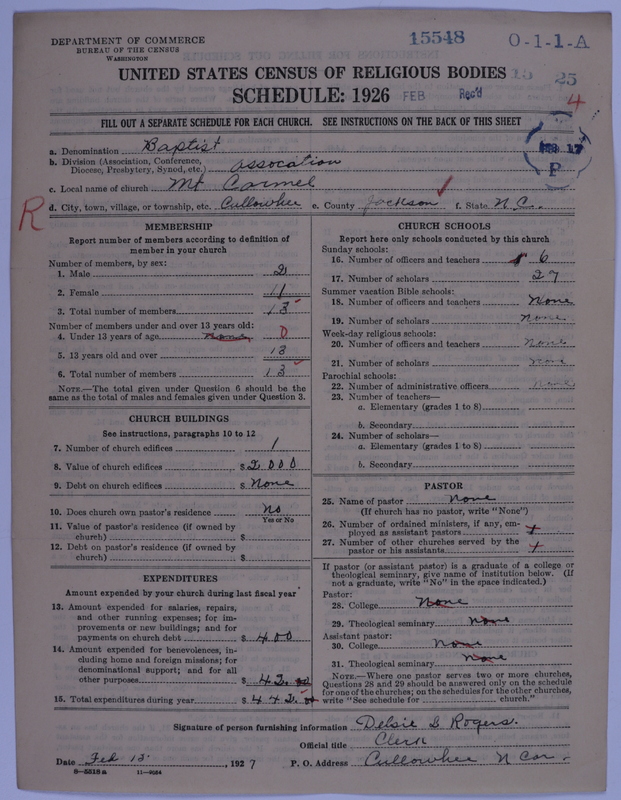 DEPARTMENT OF COMMERCE
BUREAU OF THE CENSUS
WASHINGTON
15548
O-1-1-A
UNITED STATES CENSUS OF RELIGIOUS BODIES
SCHEDULE: 1926
FEB
Rec'd
25
4
FILL OUT A SEPARATE SCHEDULE FOR EACH CHURCH. SEE INSTRUCTIONS ON THE BACK OF THIS SHEET
a. Denomination Baptist
b. Division (Association, Conference, Diocese, Presbytery, Synod, etc.) assocation
17
P
c. Local name of church Mt Carmel
d. City, town, village, or township, etc. Cullowhee e. County Jackson f. State N.C.
R
MEMBERSHIP
Report number of members according to definition of
member in your church
Number of members, by sex:
1. Male 2
2. Female 11
3. Total number of members 13
Number of members under and over 13 years old:
4. Under 13 years of age none 0
5. 13 years old and over 13
6. Total number of members 13
NOTE.—The total given under Question 6 should be the
same as the total of males and females given under Question 3.
CHURCH BUILDINGS
See instructions, paragraphs 10 to 12
7. Number of church edifices 1
8. Value of church edifices $2000
9. Debt on church edifices $None
10. Does church own pastor's residence No
Yes or No
11. Value of pastor's residence (if owned by
church) $
12. Debt on pastor's residence (if owned by
church) $
EXPENDITURES
Amount expended by your church during last fiscal year
13. Amount expended for salaries, repairs,
and other running expenses; for im-
provements or new buildings; and for
payments on church debt $400
14. Amount expended for benevolences, in-
cluding home and foreign missions; for
denominational support; and for all
other purposes $42.00
15. Total expenditures during year $442.00
CHURCH SCHOOLS
Report here only schools conducted by this church
Sunday schools:
16. Number of officers and teachers 6
17. Number of scholars 27
Summer vacation Bible schools:
18. Number of officers and teachers None
19. Number of scholars None
Week-day religious schools:
20. Number of officers and teachers None
21. Number of scholars None
Parochial schools:
22. Number of administrative officers None
23. Number of teachers—
a. Elementary (grades 1 to 8)
b. Secondary
24. Number of scholars—
a. Elementary (grades 1 to 8)
b. Secondary
PASTOR
25. Name of pastor None
(If church has no pastor, write "None")
26. Number of ordained ministers, if any, em-
ployed as assistant pastors
27. Number of other churches served by the
pastor or his assistants
If pastor (or assistant pastor) is a graduate of a college or
theological seminary, give name of institution below. (If
not a graduate, write "No" in the space indicated.)
Pastor:
28. College None
29. Theological seminary None
Assistant pastor:
30. College None
31. Theological seminary None
NOTE.—Where one pastor serves two or more churches,
Questions 28 and 29 should be answered only on the schedule
for one of the churches; on the schedules for the other churches,
write "See schedule for church."
Signature of person furnishing information Delsie B Rogers.
Official title Clerk
Date Feb 15, 1927 P. O. Address Cullowhee N Car.
8—5518a 11—9054